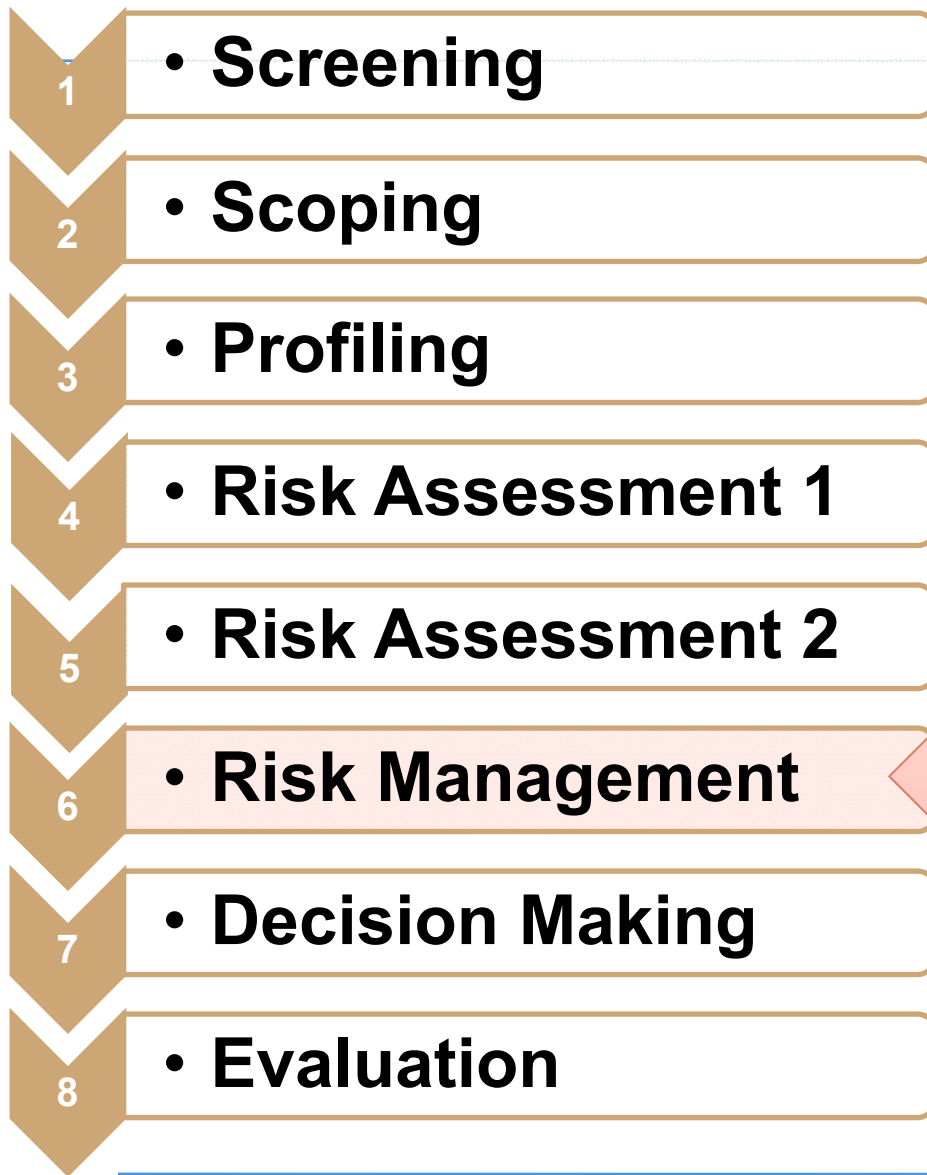 1 • Screening
2 • Scoping
3 • Profiling
4 • Risk Assessment 1
5 • Risk Assessment 2
6 • Risk Management
7 • Decision Making
8 • Evaluation